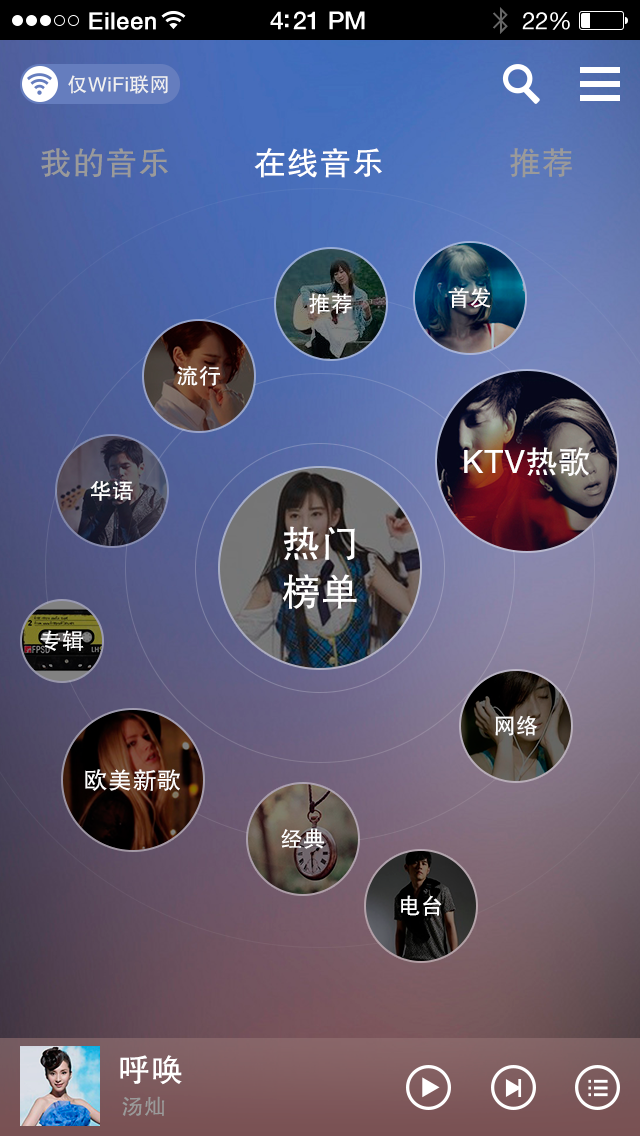 Eileen 4:21 PM 22%
仅WiFi联网
我的音乐 在线音乐 推荐
首发
推荐
流行
KTV热歌
华语
热门
榜单
专辑
网络
欧美新歌
经典
电台
呼唤
汤灿